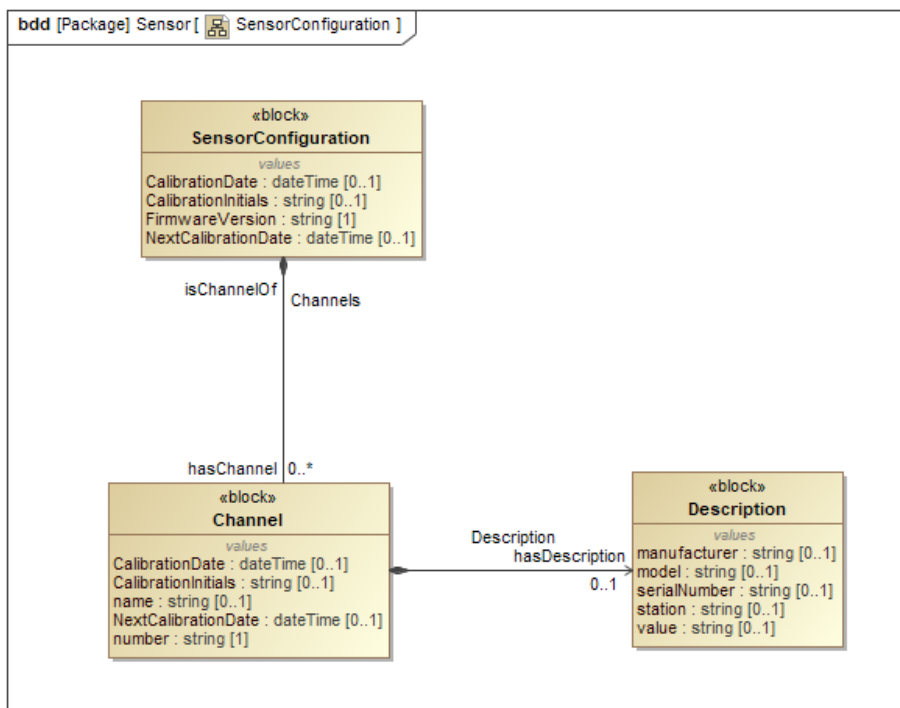 bdd [Package] Sensor [ SensorConfiguration ]
«block»
SensorConfiguration
values
CalibrationDate : dateTime [0..1]
CalibrationInitials : string [0..1]
FirmwareVersion : string [1]
NextCalibrationDate : dateTime [0..1]
isChannelOf
Channels
hasChannel 0..*
«block»
Channel
values
CalibrationDate : dateTime [0..1]
CalibrationInitials : string [0..1]
name : string [0..1]
NextCalibrationDate : dateTime [0..1]
number : string [1]
Description
hasDescription
0..1
«block»
Description
values
manufacturer : string [0..1]
model : string [0..1]
serialNumber : string [0..1]
station : string [0..1]
value : string [0..1]